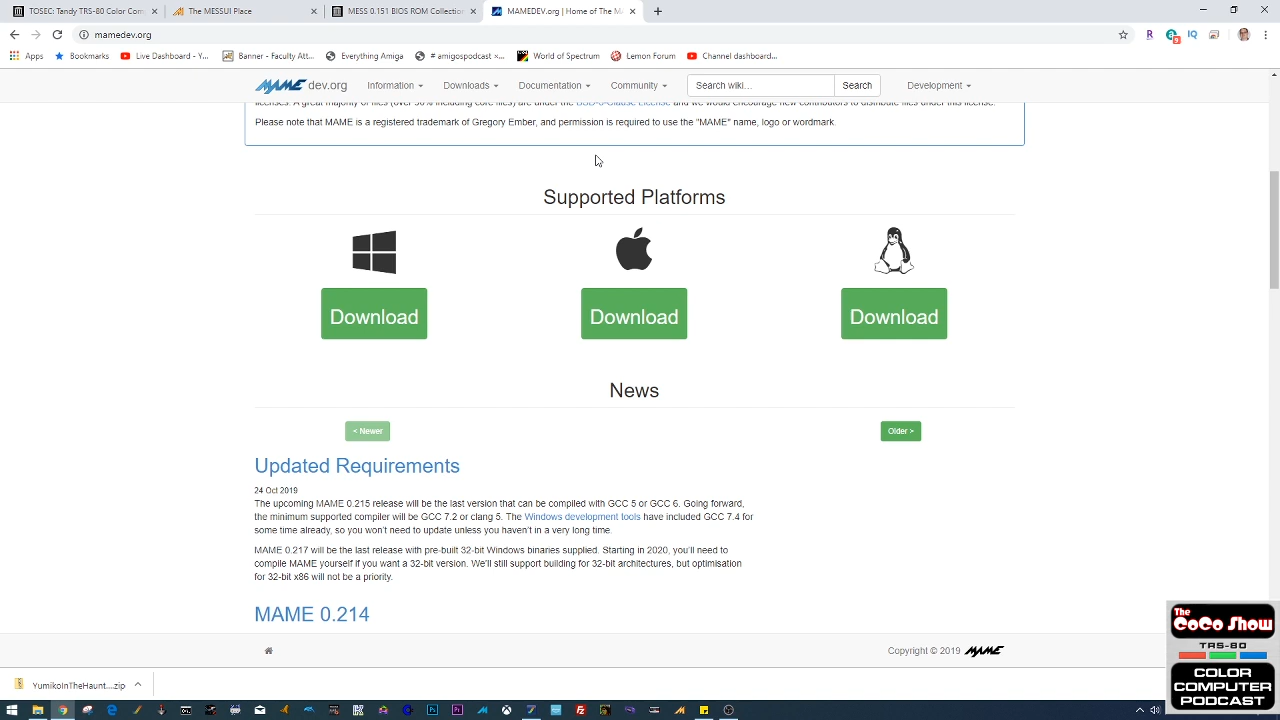 TOSEC: Tandy TRS-80 Color Com
The MESSUI Place
MESS 0.151 BIOS ROM Collectio
MAMEDEV.org | Home of The M
mamedev.org
Apps
Bookmarks
Live Dashboard - Y...
Banner - Faculty Att...
Everything Amiga
# amigospodcast ×...
World of Spectrum
Lemon Forum
Channel dashboard...
MAME dev.org
Information
Downloads
Documentation
Community
Search wiki...
Search
Development
licenses. A great majority of files (over 90% including core files) are under the BSD-3-Clause License and we would encourage new contributors to distribute files under this license.
Please note that MAME is a registered trademark of Gregory Ember, and permission is required to use the "MAME" name, logo or wordmark.
Supported Platforms
Download
Download
Download
News
< Newer
Older >
Updated Requirements
24 Oct 2019
The upcoming MAME 0.215 release will be the last version that can be compiled with GCC 5 or GCC 6. Going forward,
the minimum supported compiler will be GCC 7.2 or clang 5. The Windows development tools have included GCC 7.4 for
some time already, so you won't need to update unless you haven't in a very long time.
MAME 0.217 will be the last release with pre-built 32-bit Windows binaries supplied. Starting in 2020, you'll need to
compile MAME yourself if you want a 32-bit version. We'll still support building for 32-bit architectures, but optimisation
for 32-bit x86 will not be a priority.
MAME 0.214
Copyright © 2019 MAME
YumikoInTheHaunt....zip
The
CoCo Show
TRS-80
COLOR
COMPUTER
PODCAST